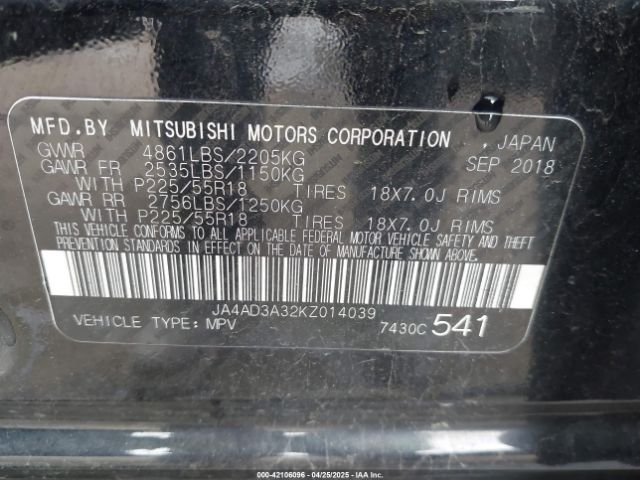 MFD.BY MITSUBISHI MOTORS CORPORATION , JAPAN
GVWR 4861LBS/2205KG SEP 2018
GAWR FR 2535LBS/1150KG
WITH P225/55R18 TIRES 18X7.0J RIMS
GAWR RR 2756LBS/1250KG
WITH P225/55R18 TIRES 18X7.0J RIMS
THIS VEHICLE CONFORMS TO ALL APPLICABLE FEDERAL MOTOR VEHICLE SAFETY AND THEFT
PREVENTION STANDARDS IN EFFECT ON THE DATE OF MANUFACTURE SHOWN ABOVE.
JA4AD3A32KZ014039
VEHICLE TYPE: MPV 7430C 541
000-42106096 - 04/25/2025 - IAAI.COM